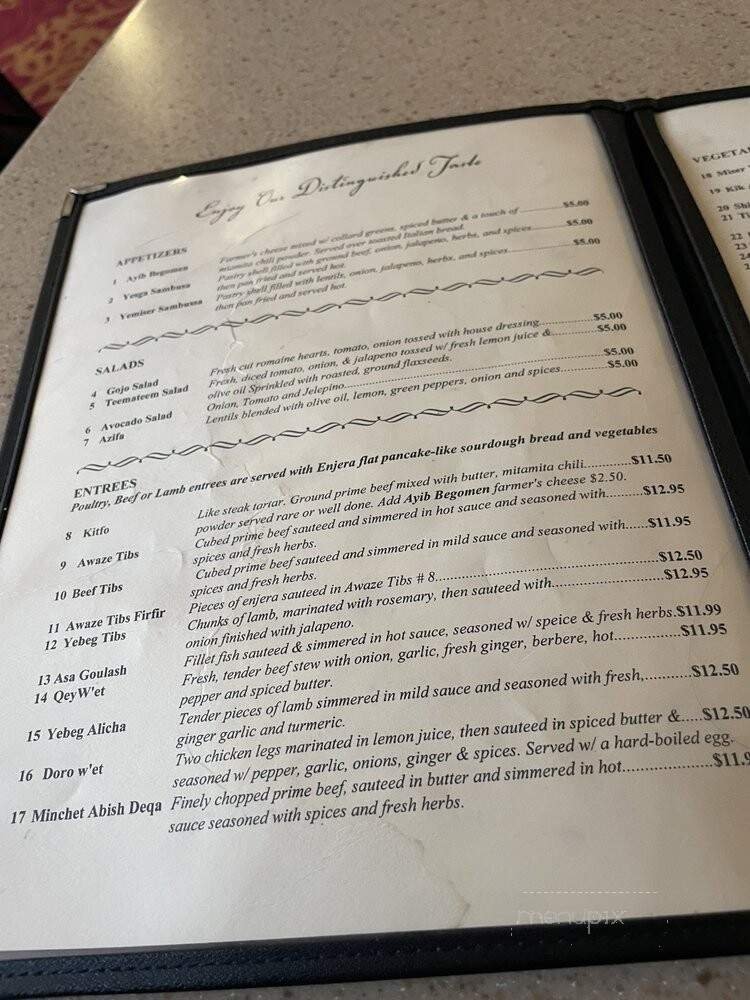 Enjoy Our Distinguished Taste
APPETIZERS
1 Ayib Begomen Farmer's cheese mixed w/ collard greens, spiced butter & a touch of ..................$5.00
mitamita chili powder. Served over toasted Italian bread.
2 Yesga Sambusa Pastry shell filled with ground beef, onion, jalapeno, herbs, and spices..................$5.00
then pan fried and served hot.
3 Yemiser Sambussa Pastry shell filled with lentils, onion, jalapeno, herbs, and spices..................$5.00
then pan fried and served hot.
SALADS
4 Gojo Salad Fresh cut romaine hearts, tomato, onion tossed with house dressing..................$5.00
5 Teemateem Salad Fresh, diced tomato, onion, & jalapeno tossed w/ fresh lemon juice &..................$5.00
olive oil Sprinkled with roasted, ground flaxseeds.
6 Avocado Salad Onion, Tomato and Jelepino..................$5.00
7 Azifa Lentils blended with olive oil, lemon, green peppers, onion and spices..................$5.00
ENTREES
Poultry, Beef or Lamb entrees are served with Enjera flat pancake-like sourdough bread and vegetables
8 Kitfo Like steak tartar. Ground prime beef mixed with butter, mitamita chili............$11.50
powder served rare or well done. Add Ayib Begomen farmer's cheese $2.50.
9 Awaze Tibs Cubed prime beef sauteed and simmered in hot sauce and seasoned with..........$12.95
spices and fresh herbs.
10 Beef Tibs Cubed prime beef sauteed and simmered in mild sauce and seasoned with......$11.95
spices and fresh herbs.
11 Awaze Tibs Firfir Pieces of enjera sauteed in Awaze Tibs # 8..................$12.50
12 Yebeg Tibs Chunks of lamb, marinated with rosemary, then sauteed with..................$12.95
onion finished with jalapeno.
13 Asa Goulash Fillet fish sauteed & simmered in hot sauce, seasoned w/ speice & fresh herbs.$11.99
14 QeyW'et Fresh, tender beef stew with onion, garlic, fresh ginger, berbere, hot..............$11.95
pepper and spiced butter.
15 Yebeg Alicha Tender pieces of lamb simmered in mild sauce and seasoned with fresh,..........$12.50
ginger garlic and turmeric.
16 Doro w'et Two chicken legs marinated in lemon juice, then sauteed in spiced butter &.....$12.50
seasoned w/ pepper, garlic, onions, ginger & spices. Served w/ a hard-boiled egg.
17 Minchet Abish Deqa Finely chopped prime beef, sauteed in butter and simmered in hot..................$11.9
sauce seasoned with spices and fresh herbs.
VEGETA
18 Miser
19 Kik
20 Shi
21
22
23
24
menupix